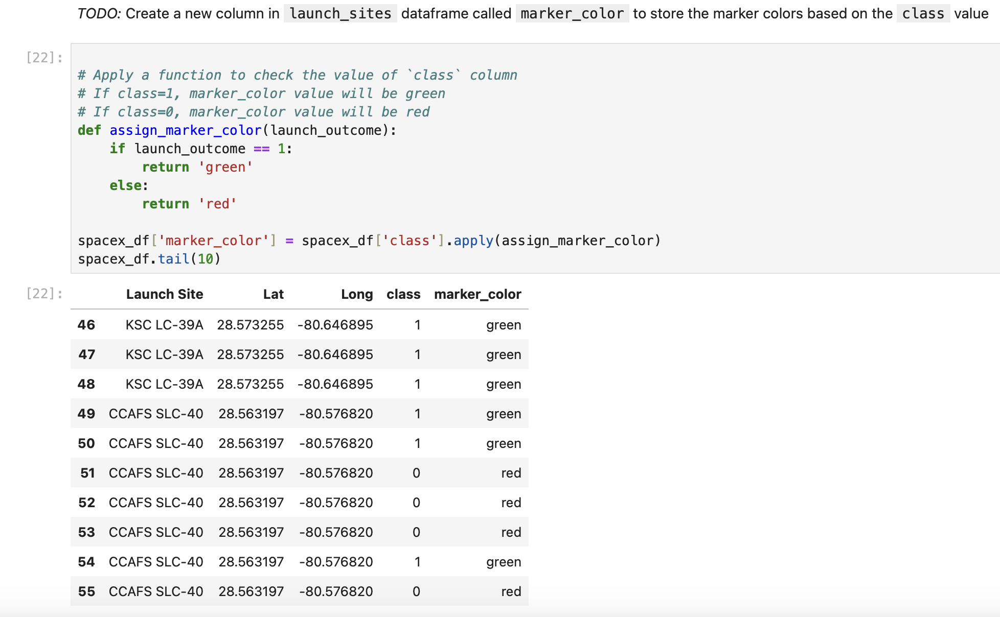 TODO: Create a new column in launch_sites dataframe called marker_color to store the marker colors based on the class value
[22]:
# Apply a function to check the value of `class` column
# If class=1, marker_color value will be green
# If class=0, marker_color value will be red
def assign_marker_color(launch_outcome):
    if launch_outcome == 1:
        return 'green'
    else:
        return 'red'
spacex_df['marker_color'] = spacex_df['class'].apply(assign_marker_color)
spacex_df.tail(10)
[22]: Launch Site Lat Long class marker_color
46 KSC LC-39A 28.573255 -80.646895 1 green
47 KSC LC-39A 28.573255 -80.646895 1 green
48 KSC LC-39A 28.573255 -80.646895 1 green
49 CCAFS SLC-40 28.563197 -80.576820 1 green
50 CCAFS SLC-40 28.563197 -80.576820 1 green
51 CCAFS SLC-40 28.563197 -80.576820 0 red
52 CCAFS SLC-40 28.563197 -80.576820 0 red
53 CCAFS SLC-40 28.563197 -80.576820 0 red
54 CCAFS SLC-40 28.563197 -80.576820 1 green
55 CCAFS SLC-40 28.563197 -80.576820 0 red